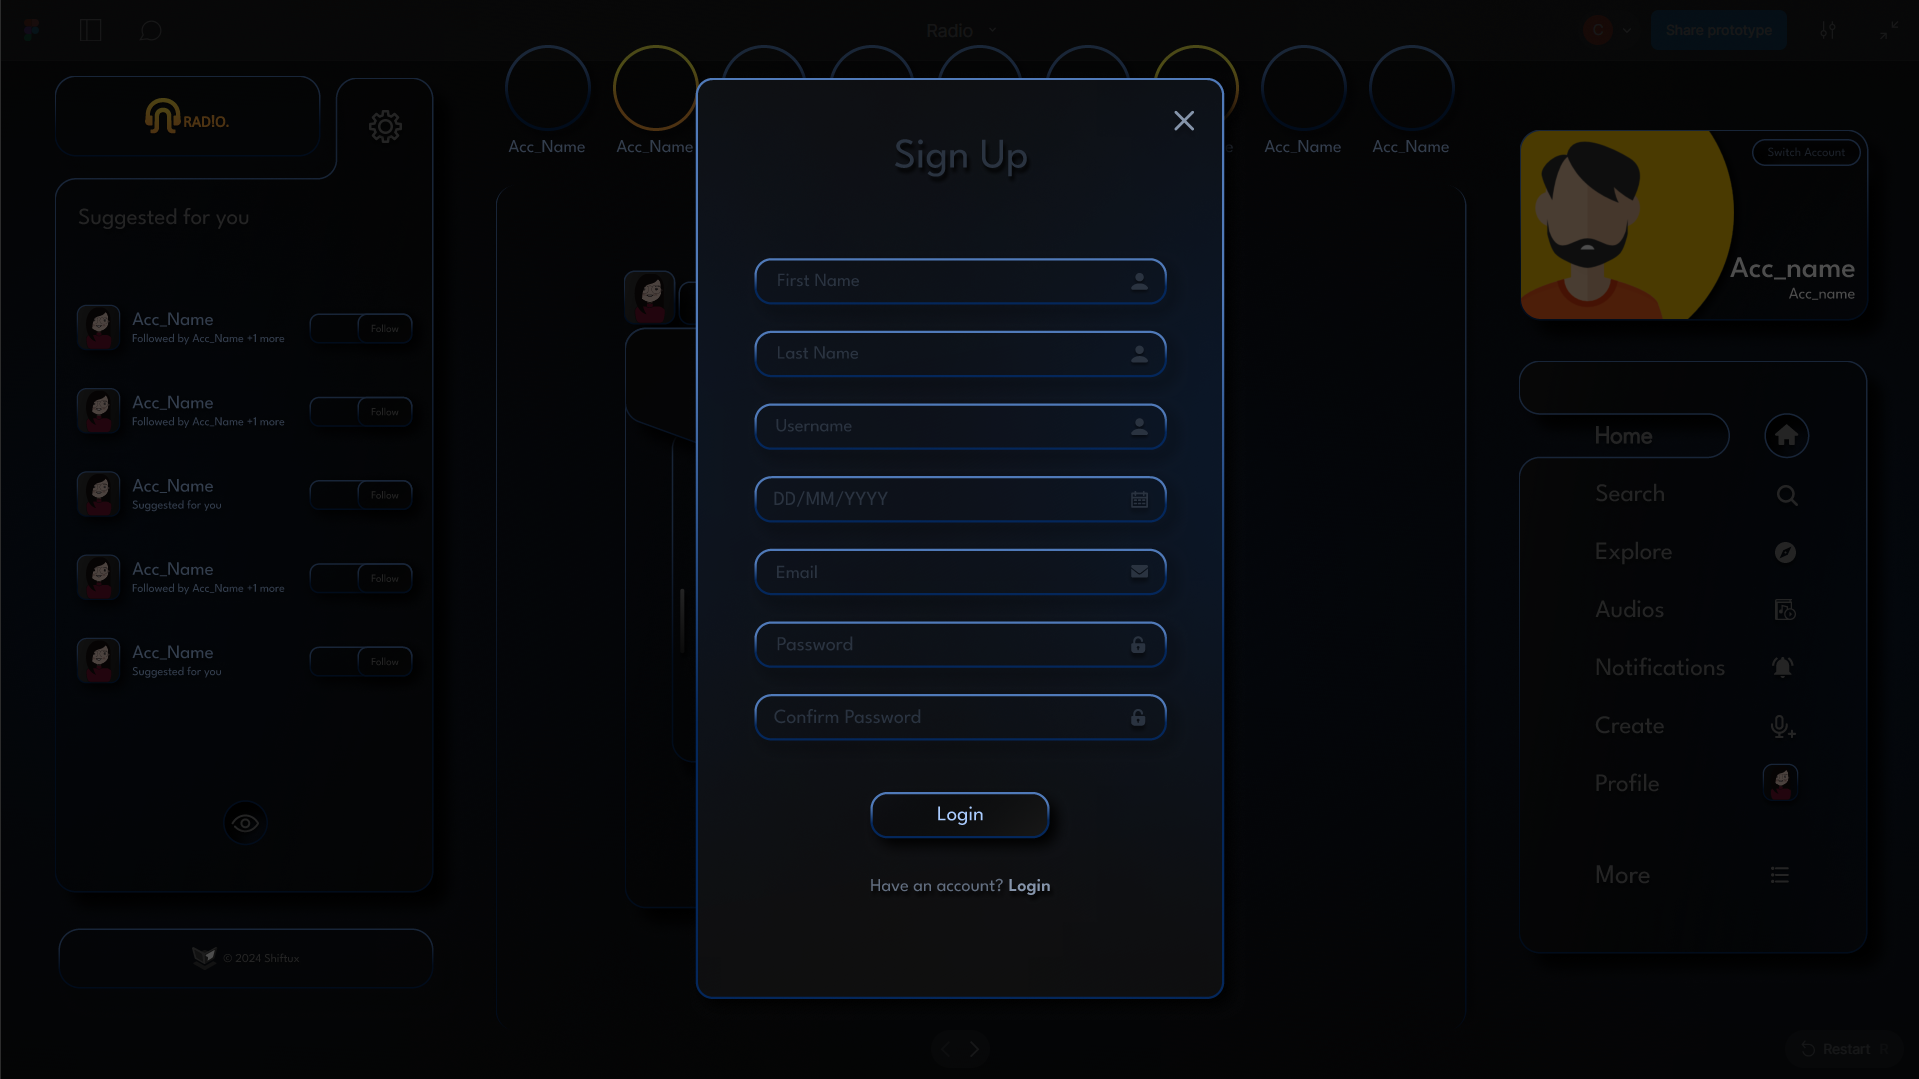 Radio
C
Share prototype
RAD!O.
Acc_Name
Acc_Name
Acc_Name
Acc_Name
Suggested for you
Acc_Name
Followed by Acc_Name +1 more
Follow
Acc_Name
Followed by Acc_Name +1 more
Follow
Acc_Name
Suggested for you
Follow
Acc_Name
Followed by Acc_Name +1 more
Follow
Acc_Name
Suggested for you
Follow
© 2024 Shiftux
Sign Up
First Name
Last Name
Username
DD/MM/YYYY
Email
Password
Confirm Password
Login
Have an account? Login
Switch Account
Acc_name
Acc_name
Home
Search
Explore
Audios
Notifications
Create
Profile
More
Restart R